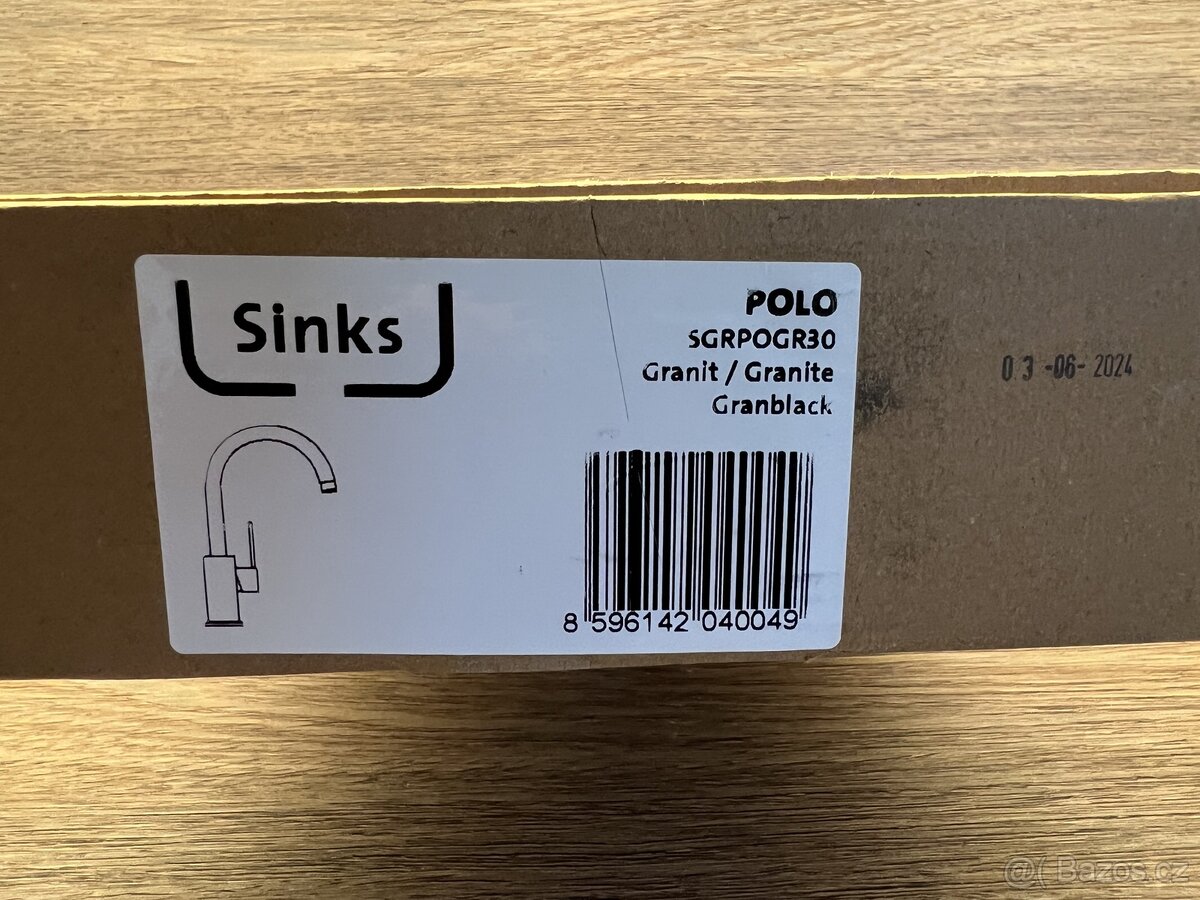 Sinks
POLO
SGRPOGR30
Granit / Granite
Granblack
03 -06- 2024
8 596142 040049
@( Bazos.cz